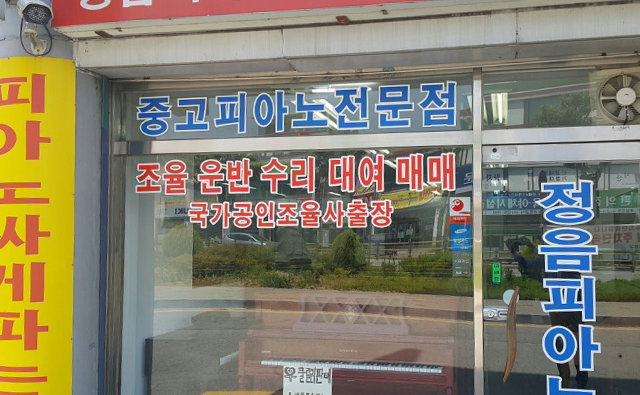 피아노사게파
중고피아노전문점
조율 운반 수리 대여 매매
국가공인조율사출장
정음피아노